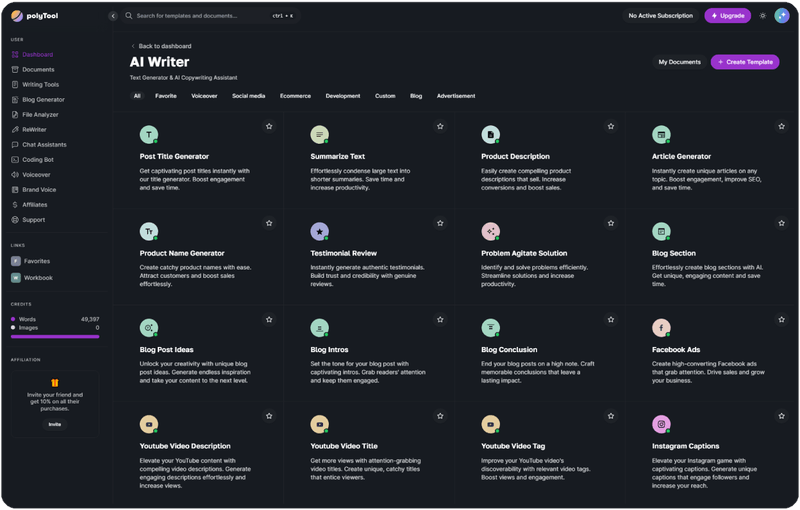 polyTool
Search for templates and documents...
ctrl + K
No Active Subscription
Upgrade
USER
Dashboard
Documents
Writing Tools
Blog Generator
File Analyzer
ReWriter
Chat Assistants
Coding Bot
Voiceover
Brand Voice
Affiliates
Support
LINKS
F Favorites
W Workbook
CREDITS
Words 49,397
Images 0
AFFILIATION
Invite your friend and
get 10% on all their
purchases.
Invite
Back to dashboard
AI Writer
Text Generator & AI Copywriting Assistant
My Documents
+ Create Template
All Favorite Voiceover Social media Ecommerce Development Custom Blog Advertisement
Post Title Generator
Get captivating post titles instantly with
our title generator. Boost engagement
and save time.
Summarize Text
Effortlessly condense large text into
shorter summaries. Save time and
increase productivity.
Product Description
Easily create compelling product
descriptions that sell. Increase
conversions and boost sales.
Article Generator
Instantly create unique articles on any
topic. Boost engagement, improve SEO,
and save time.
Product Name Generator
Create catchy product names with ease.
Attract customers and boost sales
effortlessly.
Testimonial Review
Instantly generate authentic testimonials.
Build trust and credibility with genuine
reviews.
Problem Agitate Solution
Identify and solve problems efficiently.
Streamline solutions and increase
productivity.
Blog Section
Effortlessly create blog sections with AI.
Get unique, engaging content and save
time.
Blog Post Ideas
Unlock your creativity with unique blog
post ideas. Generate endless inspiration
and take your content to the next level.
Blog Intros
Set the tone for your blog post with
captivating intros. Grab readers' attention
and keep them engaged.
Blog Conclusion
End your blog posts on a high note. Craft
memorable conclusions that leave a
lasting impact.
Facebook Ads
Create high-converting Facebook ads
that grab attention. Drive sales and grow
your business.
Youtube Video Description
Elevate your YouTube content with
compelling video descriptions. Generate
engaging descriptions effortlessly and
increase views.
Youtube Video Title
Get more views with attention-grabbing
video titles. Create unique, catchy titles
that entice viewers.
Youtube Video Tag
Improve your YouTube video's
discoverability with relevant video tags.
Boost views and engagement.
Instagram Captions
Elevate your Instagram game with
captivating captions. Generate unique
captions that engage followers and
increase your reach.